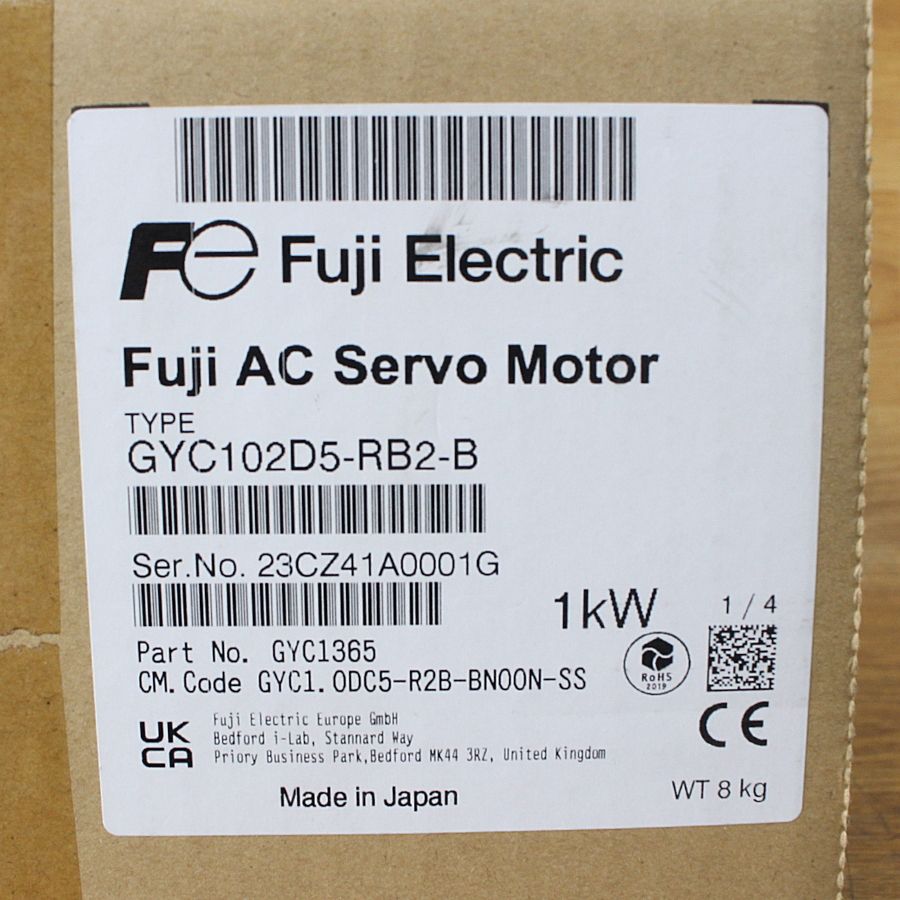 Fe Fuji Electric
Fuji AC Servo Motor
TYPE
GYC102D5-RB2-B
Ser.No. 23CZ41A0001G
1kW
1 / 4
Part No. GYC1365
CM.Code GYC1.0DC5-R2B-BN00N-SS
RoHS
2019
UK
CA
Fuji Electric Europe GmbH
Bedford i-Lab, Stannard Way
Priory Business Park,Bedford MK44 3RZ, United Kingdom
CE
Made in Japan
WT 8 kg